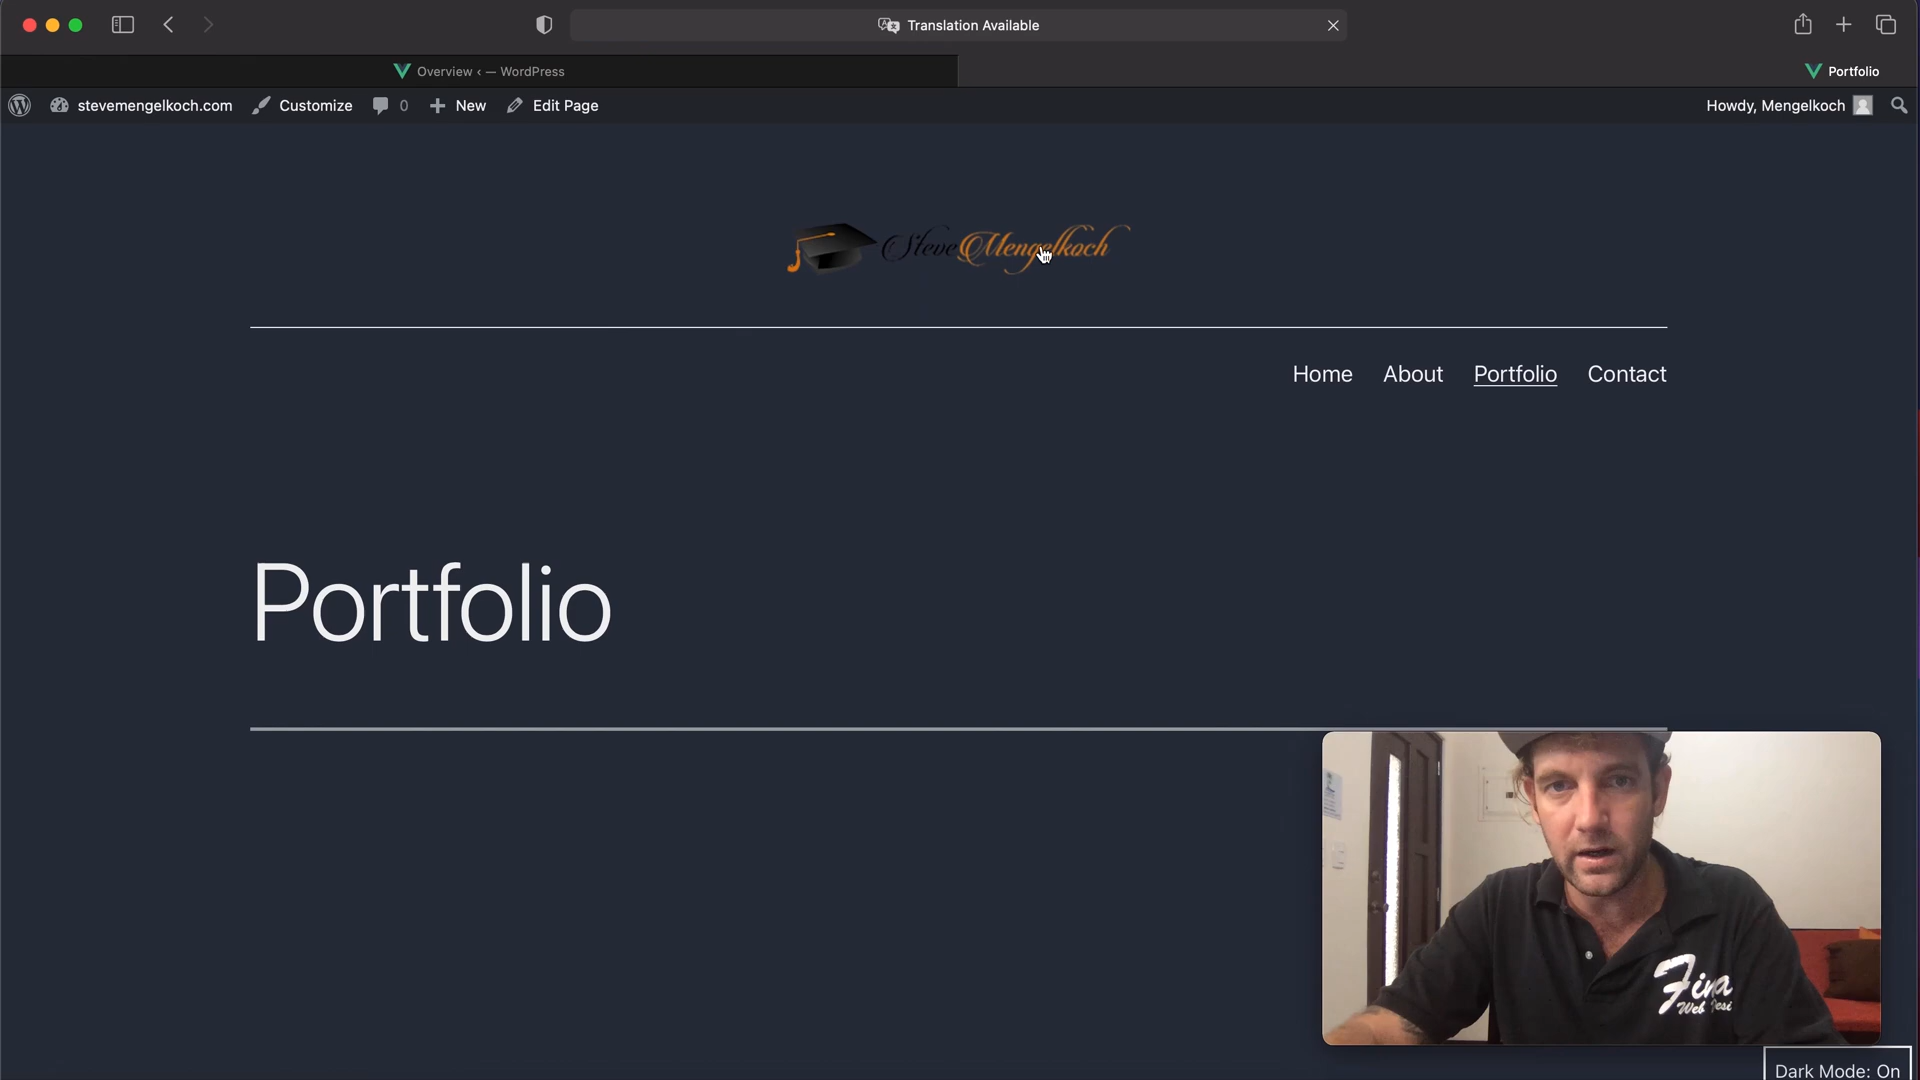 Translation Available
Overview ‹ — WordPress
Portfolio
stevemengelkoch.com
Customize
0
New
Edit Page
Howdy, Mengelkoch
Steve Mengelkoch
Home
About
Portfolio
Contact
Portfolio
Web
Dark Mode: On